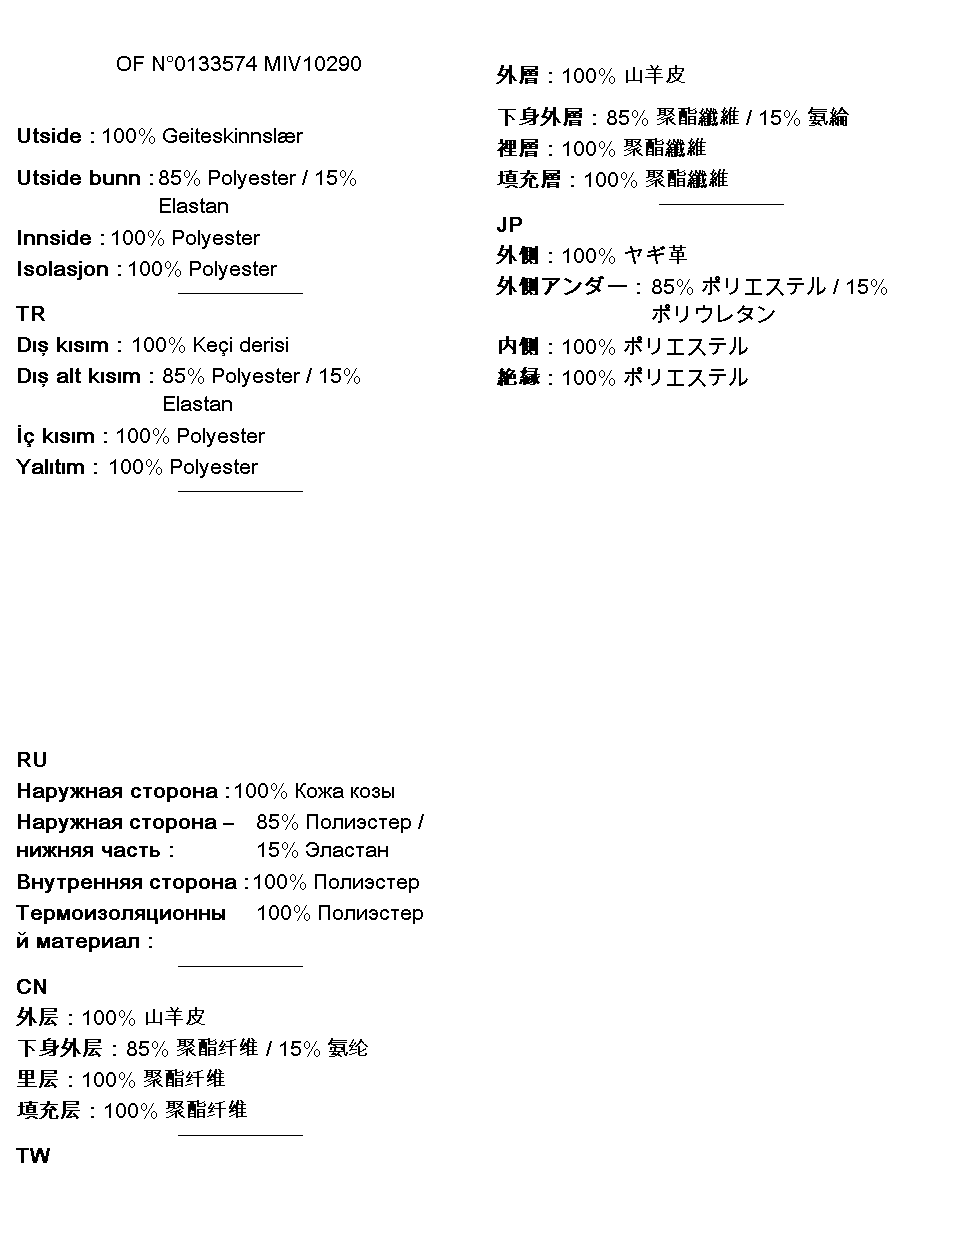 OF N°0133574 MIV10290
Utside : 100% Geiteskinnslær
Utside bunn : 85% Polyester / 15%
Elastan
Innside : 100% Polyester
Isolasjon : 100% Polyester
TR
Dış kısım : 100% Keçi derisi
Dış alt kısım : 85% Polyester / 15%
Elastan
İç kısım : 100% Polyester
Yalıtım : 100% Polyester
RU
Наружная сторона : 100% Кожа козы
Наружная сторона – 85% Полиэстер /
нижняя часть : 15% Эластан
Внутренняя сторона : 100% Полиэстер
Термоизоляционны 100% Полиэстер
й материал :
CN
外层 : 100% 山羊皮
下身外层 : 85% 聚酯纤维 / 15% 氨纶
里层 : 100% 聚酯纤维
填充层 : 100% 聚酯纤维
TW
外層 : 100% 山羊皮
下身外層 : 85% 聚酯纖維 / 15% 氨綸
裡層 : 100% 聚酯纖維
填充層 : 100% 聚酯纖維
JP
外側 : 100% ヤギ革
外側アンダー : 85% ポリエステル / 15%
ポリウレタン
内側 : 100% ポリエステル
絶縁 : 100% ポリエステル